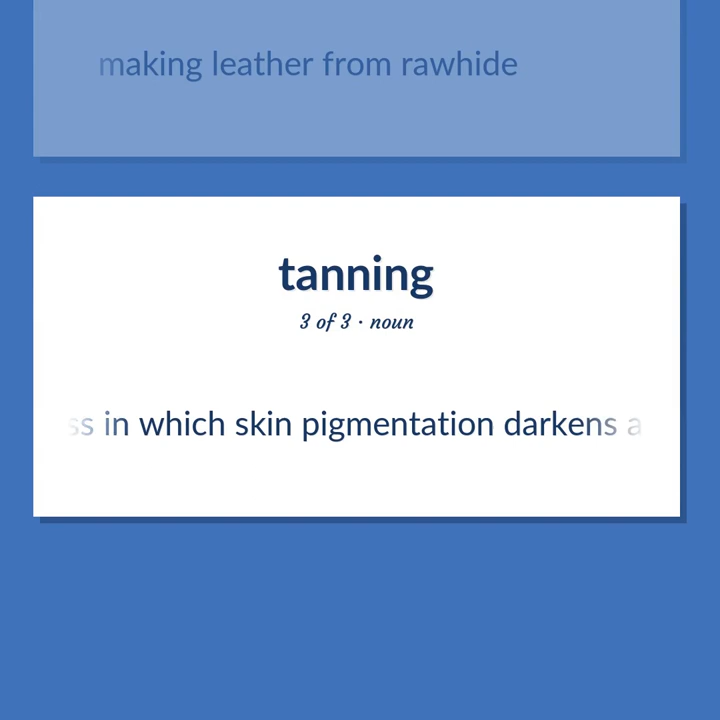 making leather from rawhide
tanning
3 of 3 · noun
in which skin pigmentation darkens